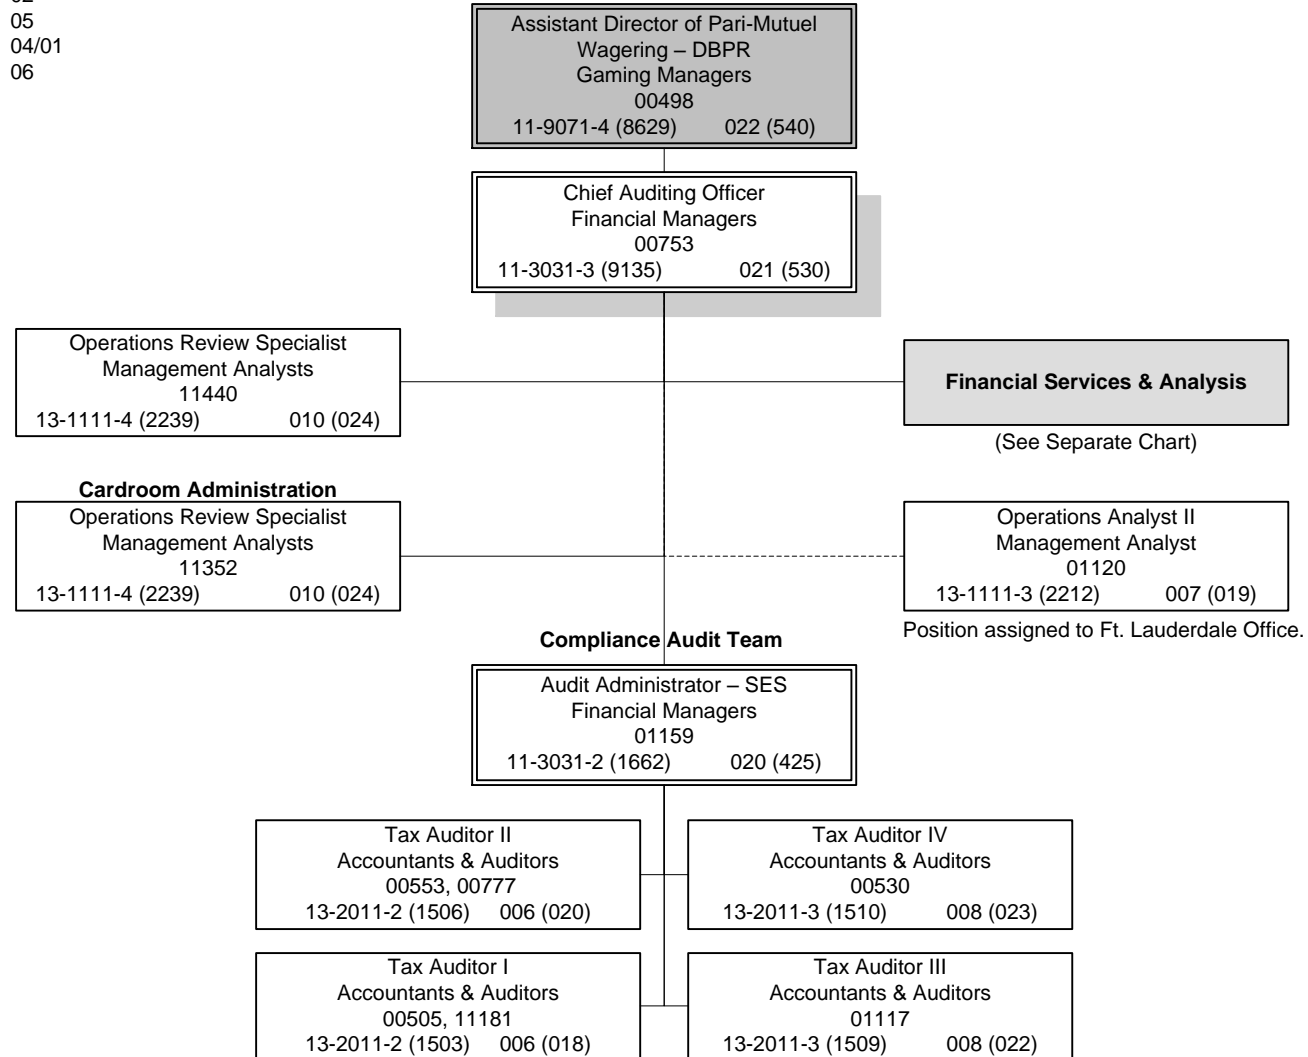 05
04/01
06
Assistant Director of Pari-Mutuel
Wagering – DBPR
Gaming Managers
00498
11-9071-4 (8629) 022 (540)
Chief Auditing Officer
Financial Managers
00753
11-3031-3 (9135) 021 (530)
Operations Review Specialist
Management Analysts
11440
13-1111-4 (2239) 010 (024)
Financial Services & Analysis
(See Separate Chart)
Cardroom Administration
Operations Review Specialist
Management Analysts
11352
13-1111-4 (2239) 010 (024)
Operations Analyst II
Management Analyst
01120
13-1111-3 (2212) 007 (019)
Position assigned to Ft. Lauderdale Office.
Compliance Audit Team
Audit Administrator – SES
Financial Managers
01159
11-3031-2 (1662) 020 (425)
Tax Auditor II
Accountants & Auditors
00553, 00777
13-2011-2 (1506) 006 (020)
Tax Auditor IV
Accountants & Auditors
00530
13-2011-3 (1510) 008 (023)
Tax Auditor I
Accountants & Auditors
00505, 11181
13-2011-2 (1503) 006 (018)
Tax Auditor III
Accountants & Auditors
01117
13-2011-3 (1509) 008 (022)